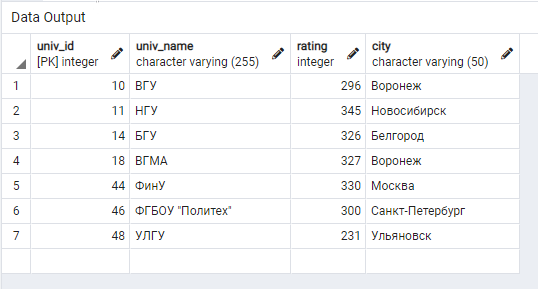 Data Output
univ_id univ_name rating city
[PK] integer character varying (255) integer character varying (50)
1 10 ВГУ 296 Воронеж
2 11 НГУ 345 Новосибирск
3 14 БГУ 326 Белгород
4 18 ВГМА 327 Воронеж
5 44 ФинУ 330 Москва
6 46 ФГБОУ "Политех" 300 Санкт-Петербург
7 48 УЛГУ 231 Ульяновск